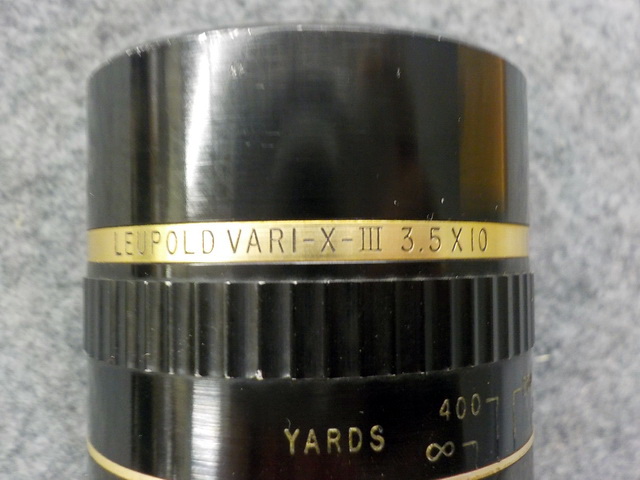 LEUPOLD VARI-X-III 3.5X10
400
YARDS ∞